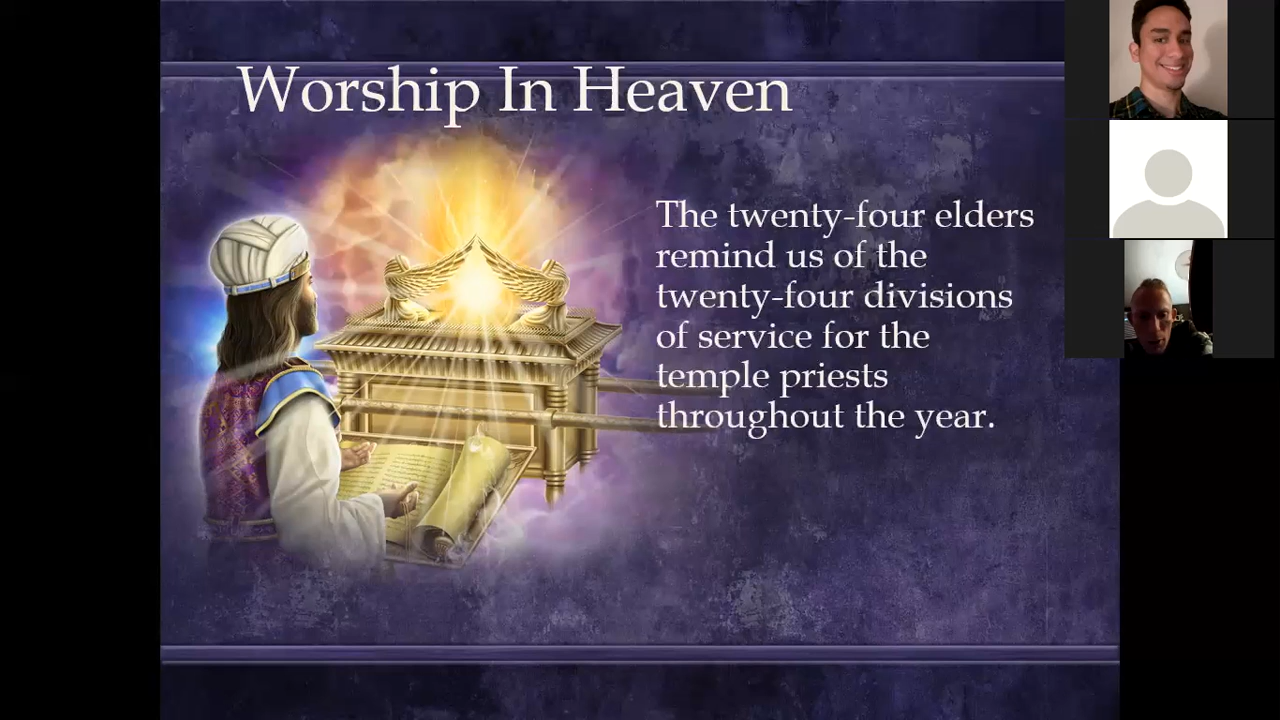 Worship In Heaven
The twenty-four elders
remind us of the
twenty-four divisions
of service for the
temple priests
throughout the year.